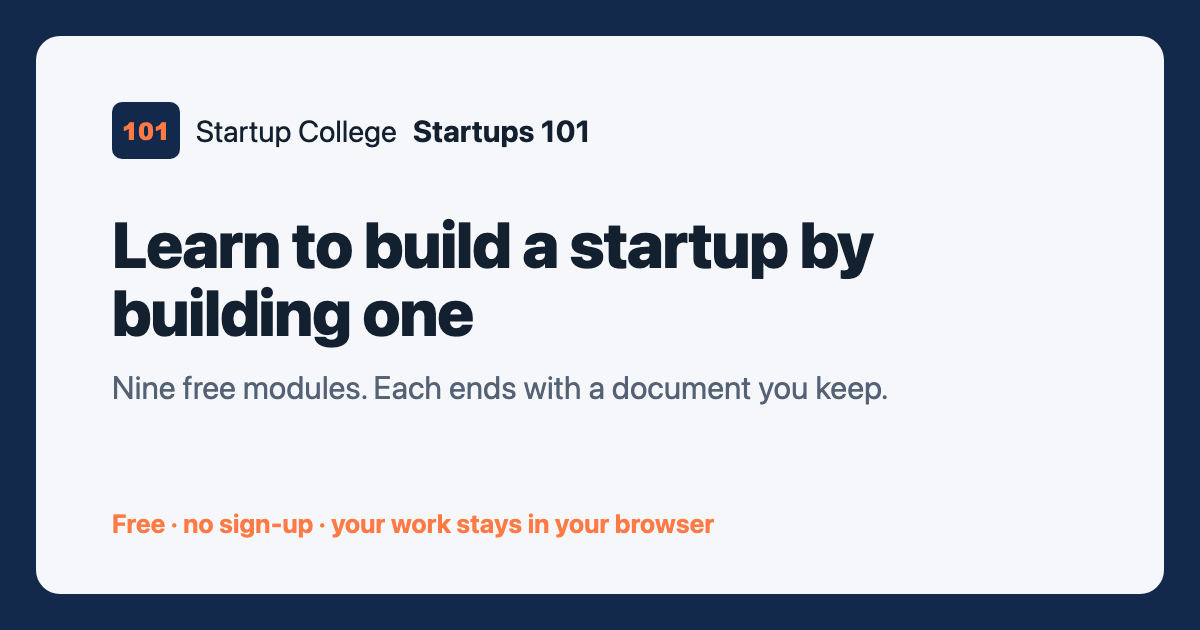 101 Startup College Startups 101
Learn to build a startup by
building one
Nine free modules. Each ends with a document you keep.
Free · no sign-up · your work stays in your browser